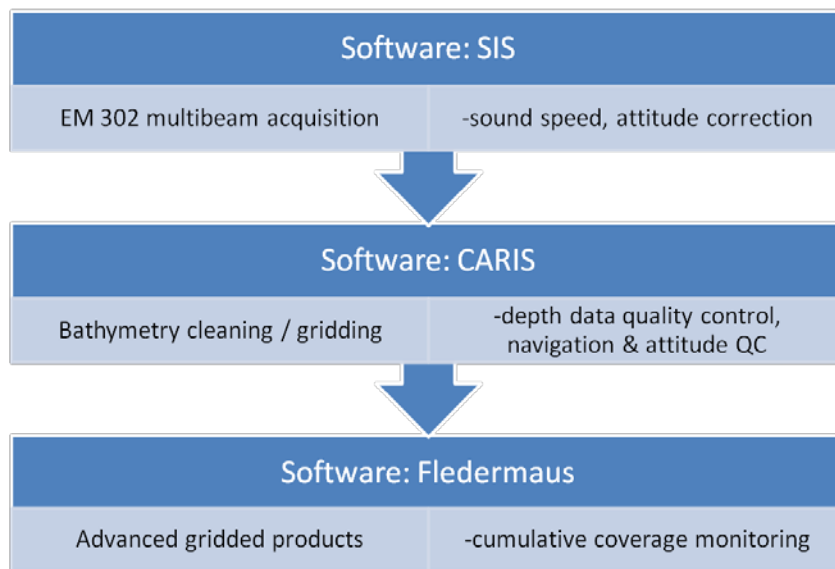 Software: SIS
EM 302 multibeam acquisition
-sound speed, attitude correction
Software: CARIS
Bathymetry cleaning / gridding
-depth data quality control,
navigation & attitude QC
Software: Fledermaus
Advanced gridded products
-cumulative coverage monitoring